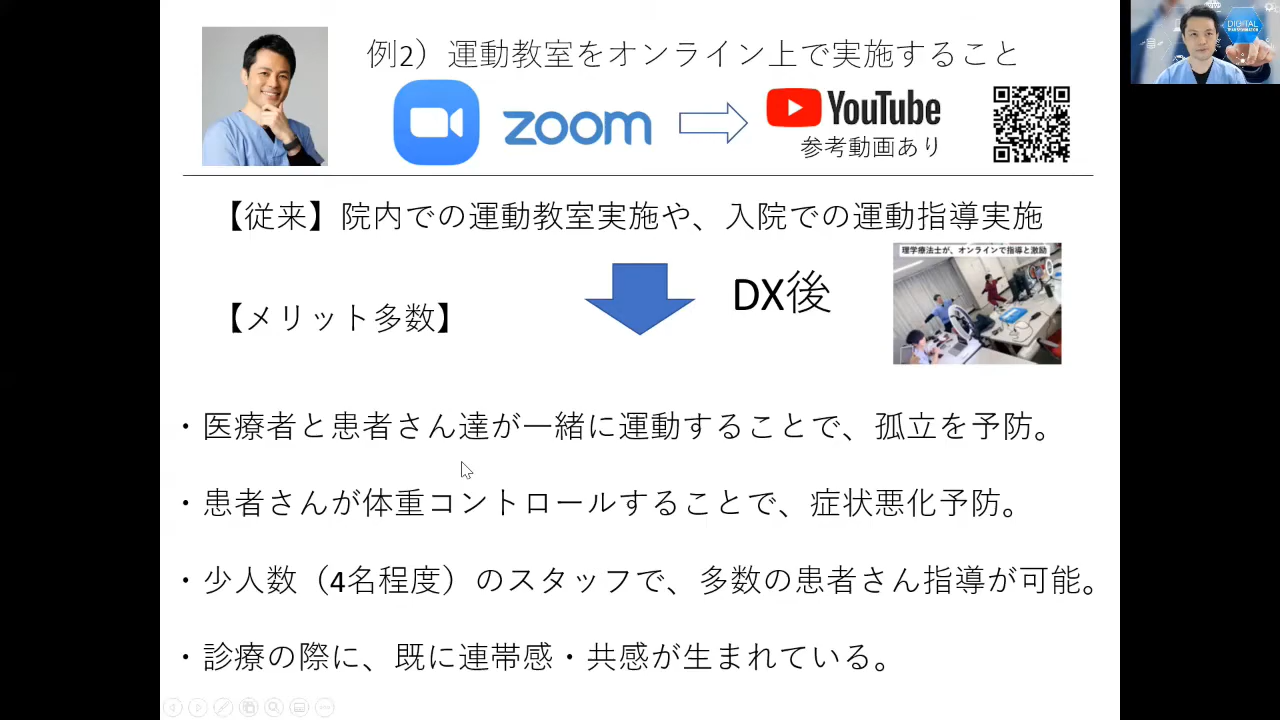 例2）運動教室をオンライン上で実施すること
zoom
YouTube
参考動画あり
DIGITAL
TRANSFORMATION
【従来】院内での運動教室実施や、入院での運動指導実施
理学療法士が、オンラインで指導と激励
DX後
【メリット多数】
・医療者と患者さん達が一緒に運動することで、孤立を予防。
・患者さんが体重コントロールすることで、症状悪化予防。
・少人数（4名程度）のスタッフで、多数の患者さん指導が可能。
・診療の際に、既に連帯感・共感が生まれている。